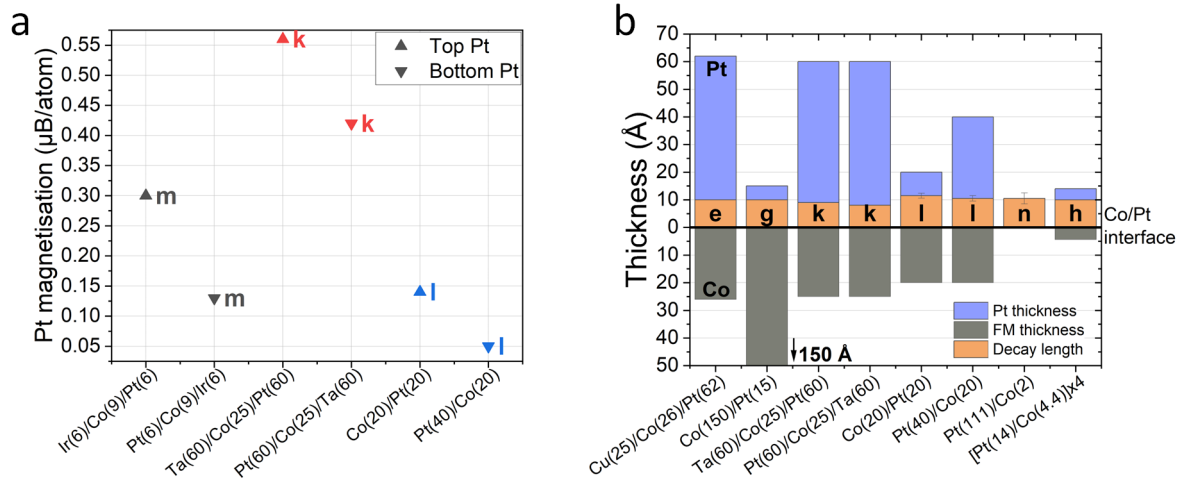 a
Pt magnetisation (µB/atom)
0.55
0.50
0.45
0.40
0.35
0.30
0.25
0.20
0.15
0.10
0.05
Top Pt
Bottom Pt
k
k
m
m
l
l
Ir(6)/Co(9)/Pt(6)
Pt(6)/Co(9)/Ir(6)
Ta(60)/Co(25)/Pt(60)
Pt(60)/Co(25)/Ta(60)
Co(20)/Pt(20)
Pt(40)/Co(20)
b
Thickness (Å)
70
60
50
40
30
20
10
0
10
20
30
40
50
Pt
e
g
k
k
l
l
n
h
Co/Pt
interface
Co
Pt thickness
FM thickness
Decay length
150 Å
Cu(25)/Co(26)/Pt(62)
Co(150)/Pt(15)
Ta(60)/Co(25)/Pt(60)
Pt(60)/Co(25)/Ta(60)
Co(20)/Pt(20)
Pt(40)/Co(20)
Pt(111)/Co(2)
[Pt(14)/Co(4.4)]x4